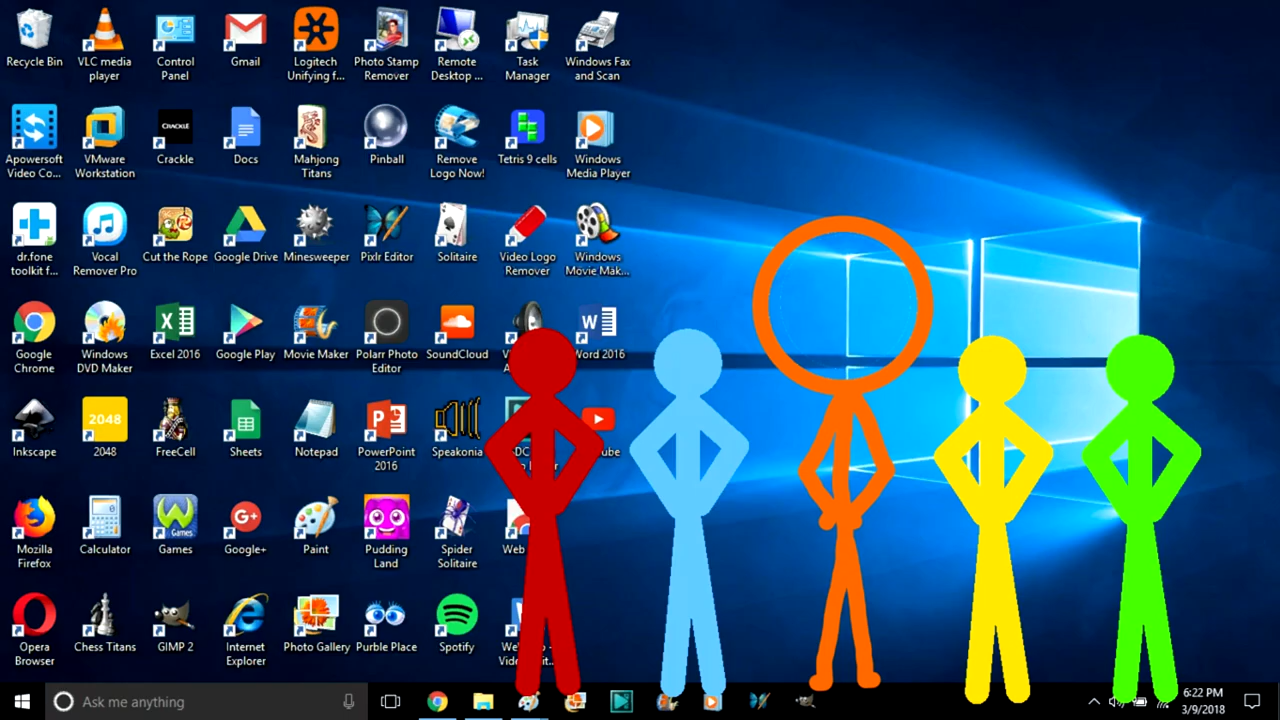 Recycle Bin
VLC media
player
Control
Panel
Gmail
Logitech
Unifying f...
Photo Stamp
Remover
Remote
Desktop ...
Task
Manager
Windows Fax
and Scan
Apowersoft
Video Co...
VMware
Workstation
CRACKLE
Crackle
Docs
Mahjong
Titans
Pinball
Remove
Logo Now!
Tetris 9 cells
Windows
Media Player
dr.fone
toolkit f...
Vocal
Remover Pro
Cut the Rope
Google Drive
Minesweeper
Pixlr Editor
Solitaire
Video Logo
Remover
Windows
Movie Mak...
Google
Chrome
Windows
DVD Maker
Excel 2016
Google Play
Movie Maker
Polarr Photo
Editor
SoundCloud
Word 2016
Inkscape
2048
2048
FreeCell
Sheets
Notepad
PowerPoint
2016
Speakonia
Mozilla
Firefox
Calculator
Games
Games
G+
Google+
Paint
Pudding
Land
Spider
Solitaire
Web
Opera
Browser
Chess Titans
GIMP 2
Internet
Explorer
Photo Gallery
Purble Place
Spotify
Ask me anything
6:22 PM
3/9/2018